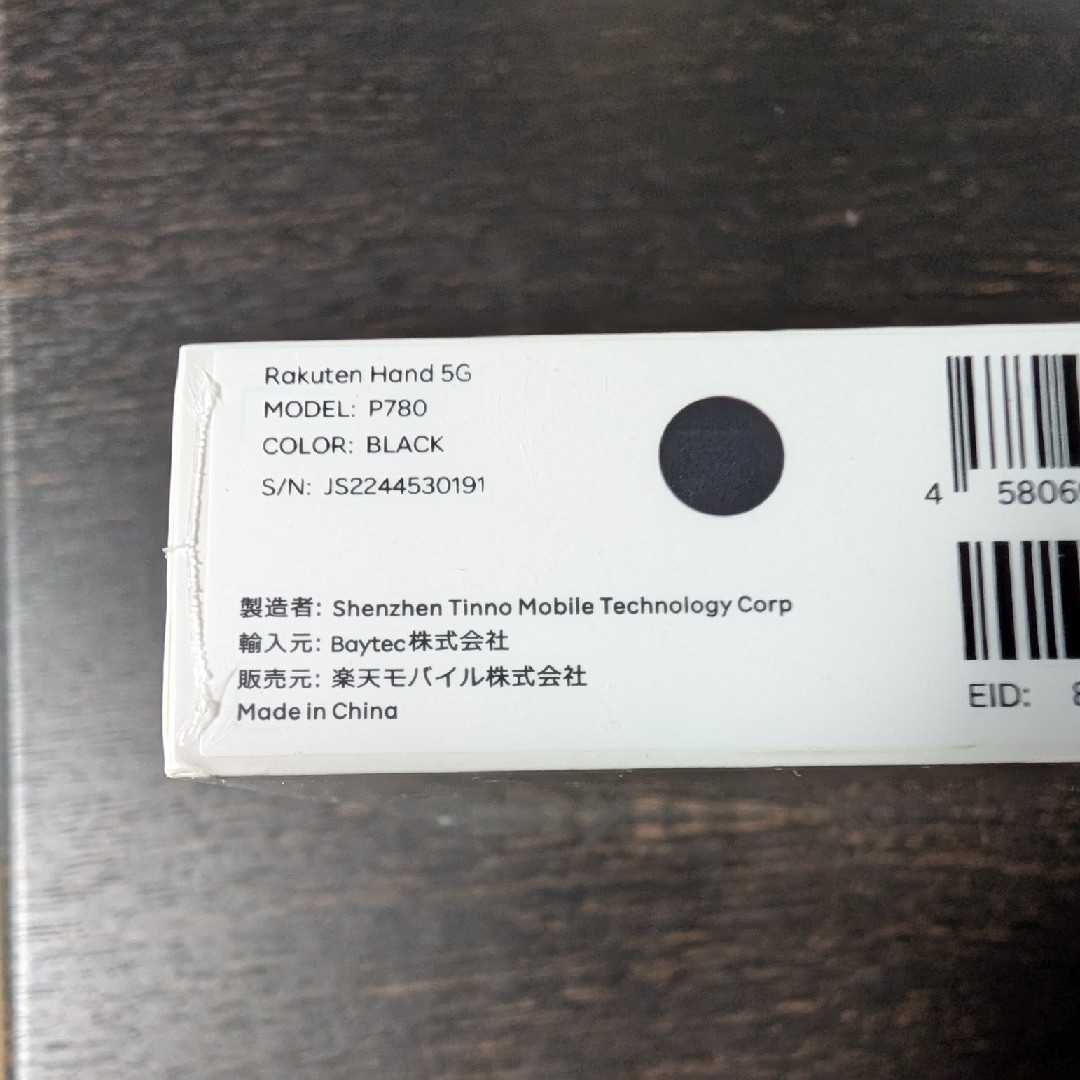 Rakuten Hand 5G
MODEL: P780
COLOR: BLACK
S/N: JS2244530191
製造者: Shenzhen Tinno Mobile Technology Corp
輸入元: Baytec株式会社
販売元: 楽天モバイル株式会社
Made in China
4 5806
EID: 8